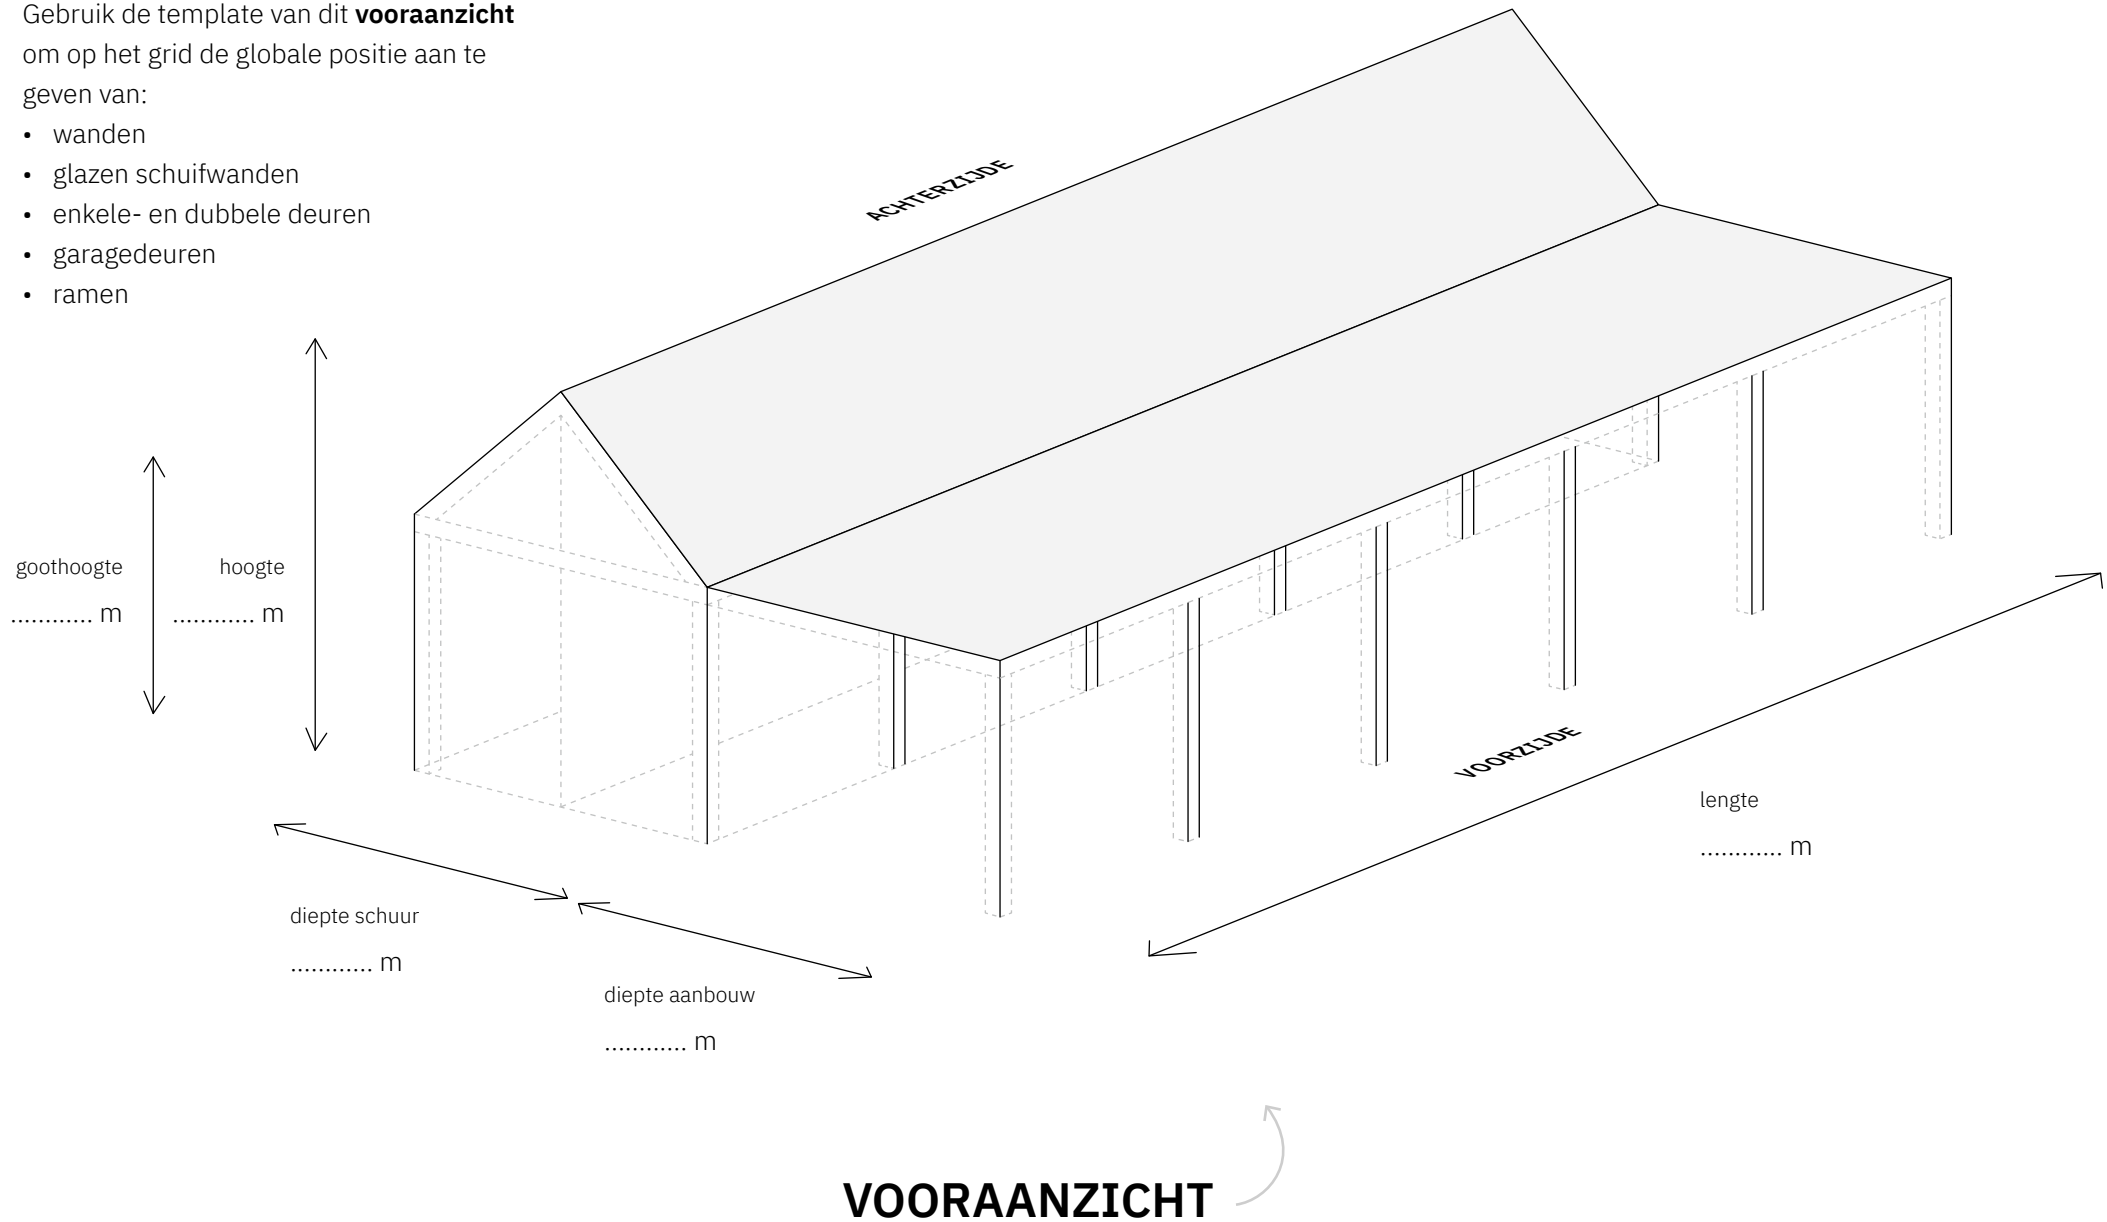 Gebruik de template van dit vooraanzicht
om op het grid de globale positie aan te
geven van:
• wanden
• glazen schuifwanden
• enkele- en dubbele deuren
• garagedeuren
• ramen
ACHTERZIJDE
goothoogte
............ m
hoogte
............ m
VOORZIJDE
lengte
............ m
diepte schuur
............ m
diepte aanbouw
............ m
VOORAANZICHT